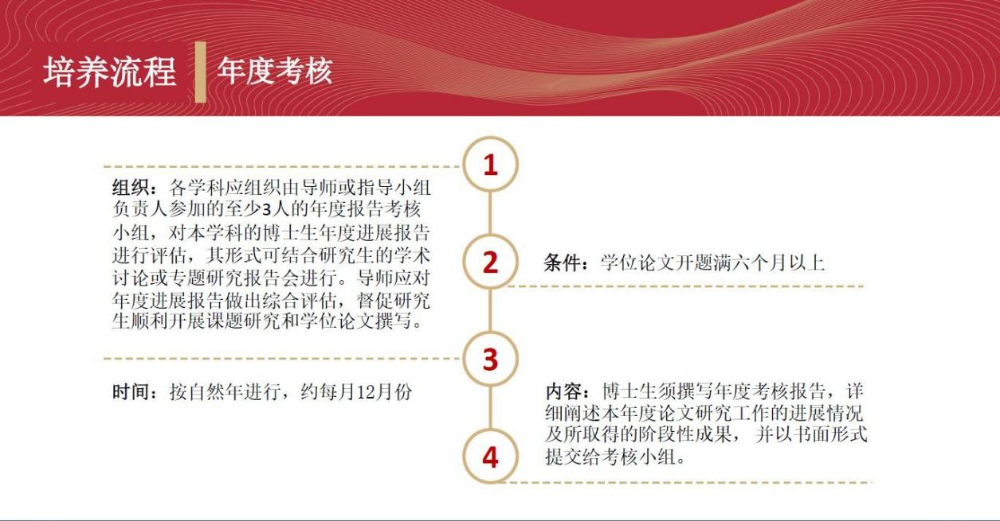 培养流程 年度考核
1
组织：各学科应组织由导师或指导小组
负责人参加的至少3人的年度报告考核
小组，对本学科的博士生年度进展报告
进行评估，其形式可结合研究生的学术
讨论或专题研究报告会进行。导师应对
年度进展报告做出综合评估，督促研究
生顺利开展课题研究和学位论文撰写。
2
条件：学位论文开题满六个月以上
3
时间：按自然年进行，约每月12月份
4
内容：博士生须撰写年度考核报告，详
细阐述本年度论文研究工作的进展情况
及所取得的阶段性成果， 并以书面形式
提交给考核小组。